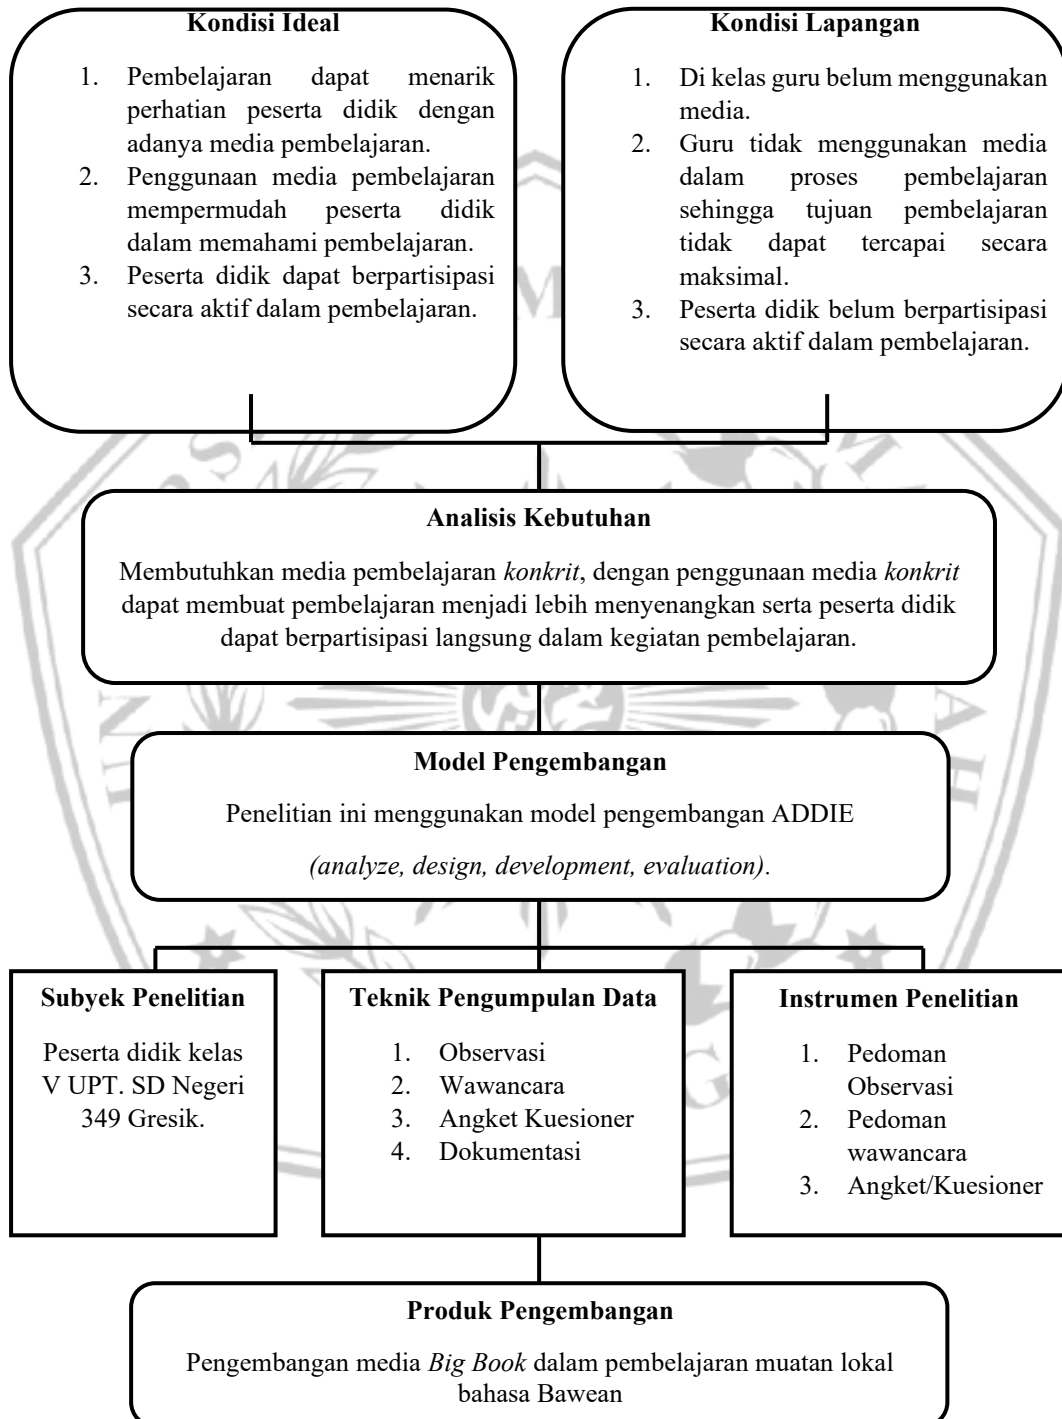 Kondisi Ideal
1. Pembelajaran dapat menarik
perhatian peserta didik dengan
adanya media pembelajaran.
2. Penggunaan media pembelajaran
mempermudah peserta didik
dalam memahami pembelajaran.
3. Peserta didik dapat berpartisipasi
secara aktif dalam pembelajaran.
Kondisi Lapangan
1. Di kelas guru belum menggunakan
media.
2. Guru tidak menggunakan media
dalam proses pembelajaran
sehingga tujuan pembelajaran
tidak dapat tercapai secara
maksimal.
3. Peserta didik belum berpartisipasi
secara aktif dalam pembelajaran.
Analisis Kebutuhan
Membutuhkan media pembelajaran konkrit, dengan penggunaan media konkrit
dapat membuat pembelajaran menjadi lebih menyenangkan serta peserta didik
dapat berpartisipasi langsung dalam kegiatan pembelajaran.
Model Pengembangan
Penelitian ini menggunakan model pengembangan ADDIE
(analyze, design, development, evaluation).
Subyek Penelitian
Peserta didik kelas
V UPT. SD Negeri
349 Gresik.
Teknik Pengumpulan Data
1. Observasi
2. Wawancara
3. Angket Kuesioner
4. Dokumentasi
Instrumen Penelitian
1. Pedoman
Observasi
2. Pedoman
wawancara
3. Angket/Kuesioner
Produk Pengembangan
Pengembangan media Big Book dalam pembelajaran muatan lokal
bahasa Bawean